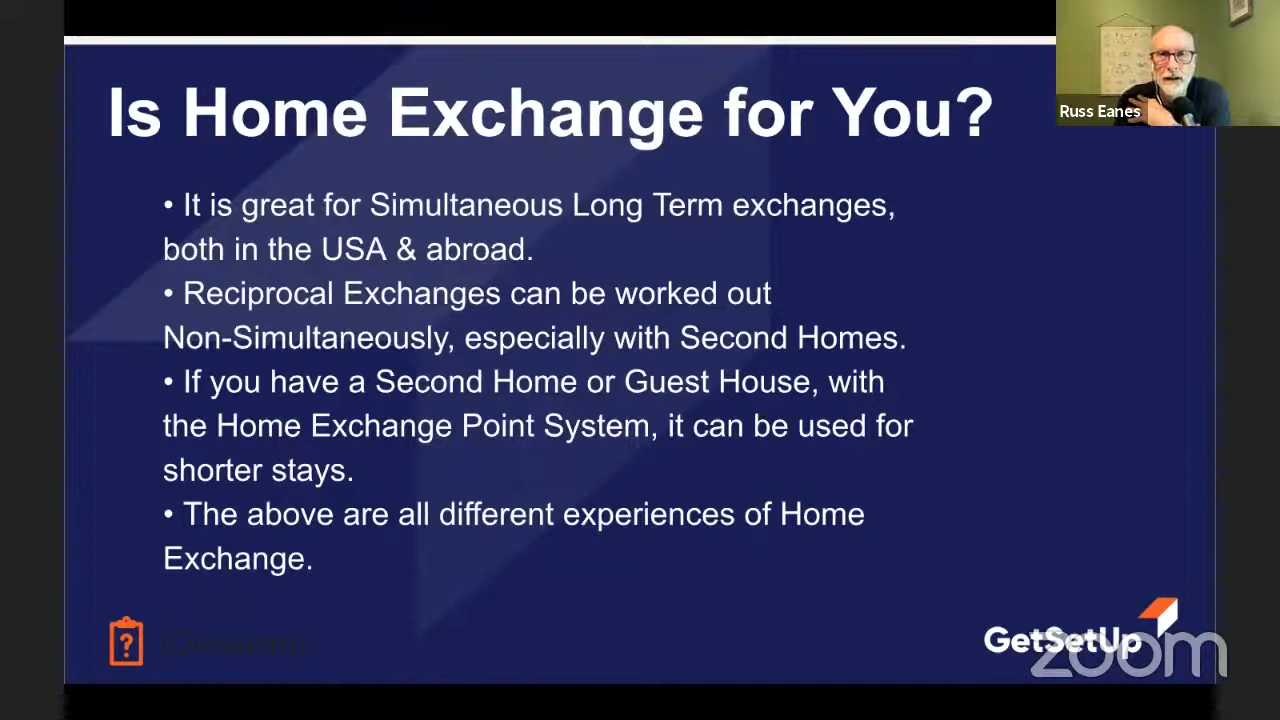 Is Home Exchange for You?
Russ Eanes
• It is great for Simultaneous Long Term exchanges,
both in the USA & abroad.
• Reciprocal Exchanges can be worked out
Non-Simultaneously, especially with Second Homes.
• If you have a Second Home or Guest House, with
the Home Exchange Point System, it can be used for
shorter stays.
• The above are all different experiences of Home
Exchange.
?
[Questions]
GetSetUp
zoom